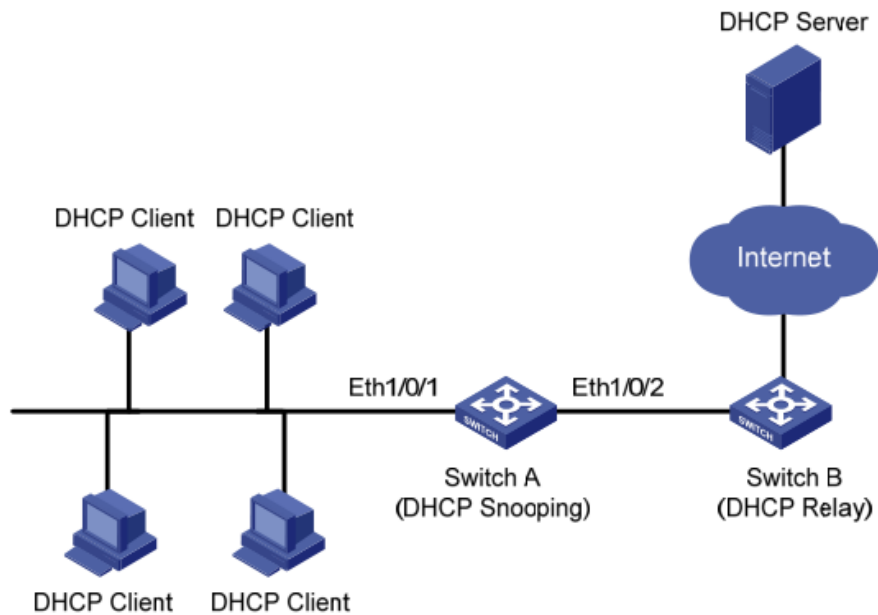 DHCP Server
Internet
DHCP Client
DHCP Client
Eth1/0/1
Eth1/0/2
SWITCH
SWITCH
Switch A
(DHCP Snooping)
Switch B
(DHCP Relay)
DHCP Client
DHCP Client